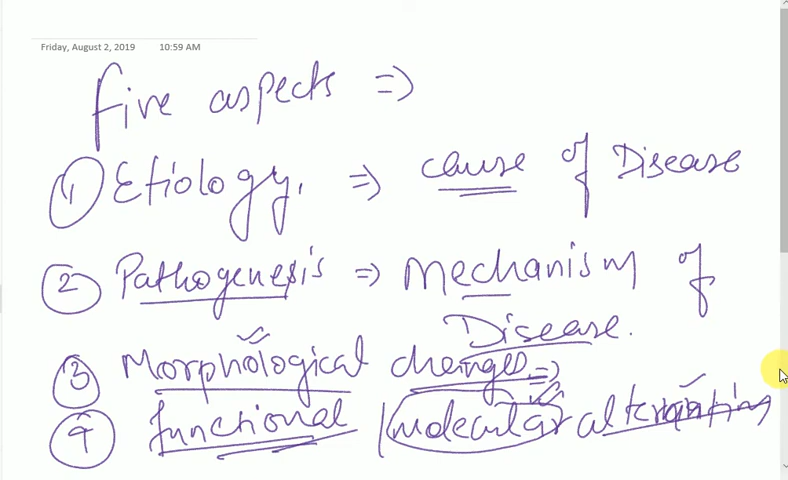 Friday, August 2, 2019 10:59 AM
five aspects =>
① Etiology, => cause of Disease
② Pathogenesis => Mechanism of
Disease.
③ Morphological changes =>
④ functional / molecular